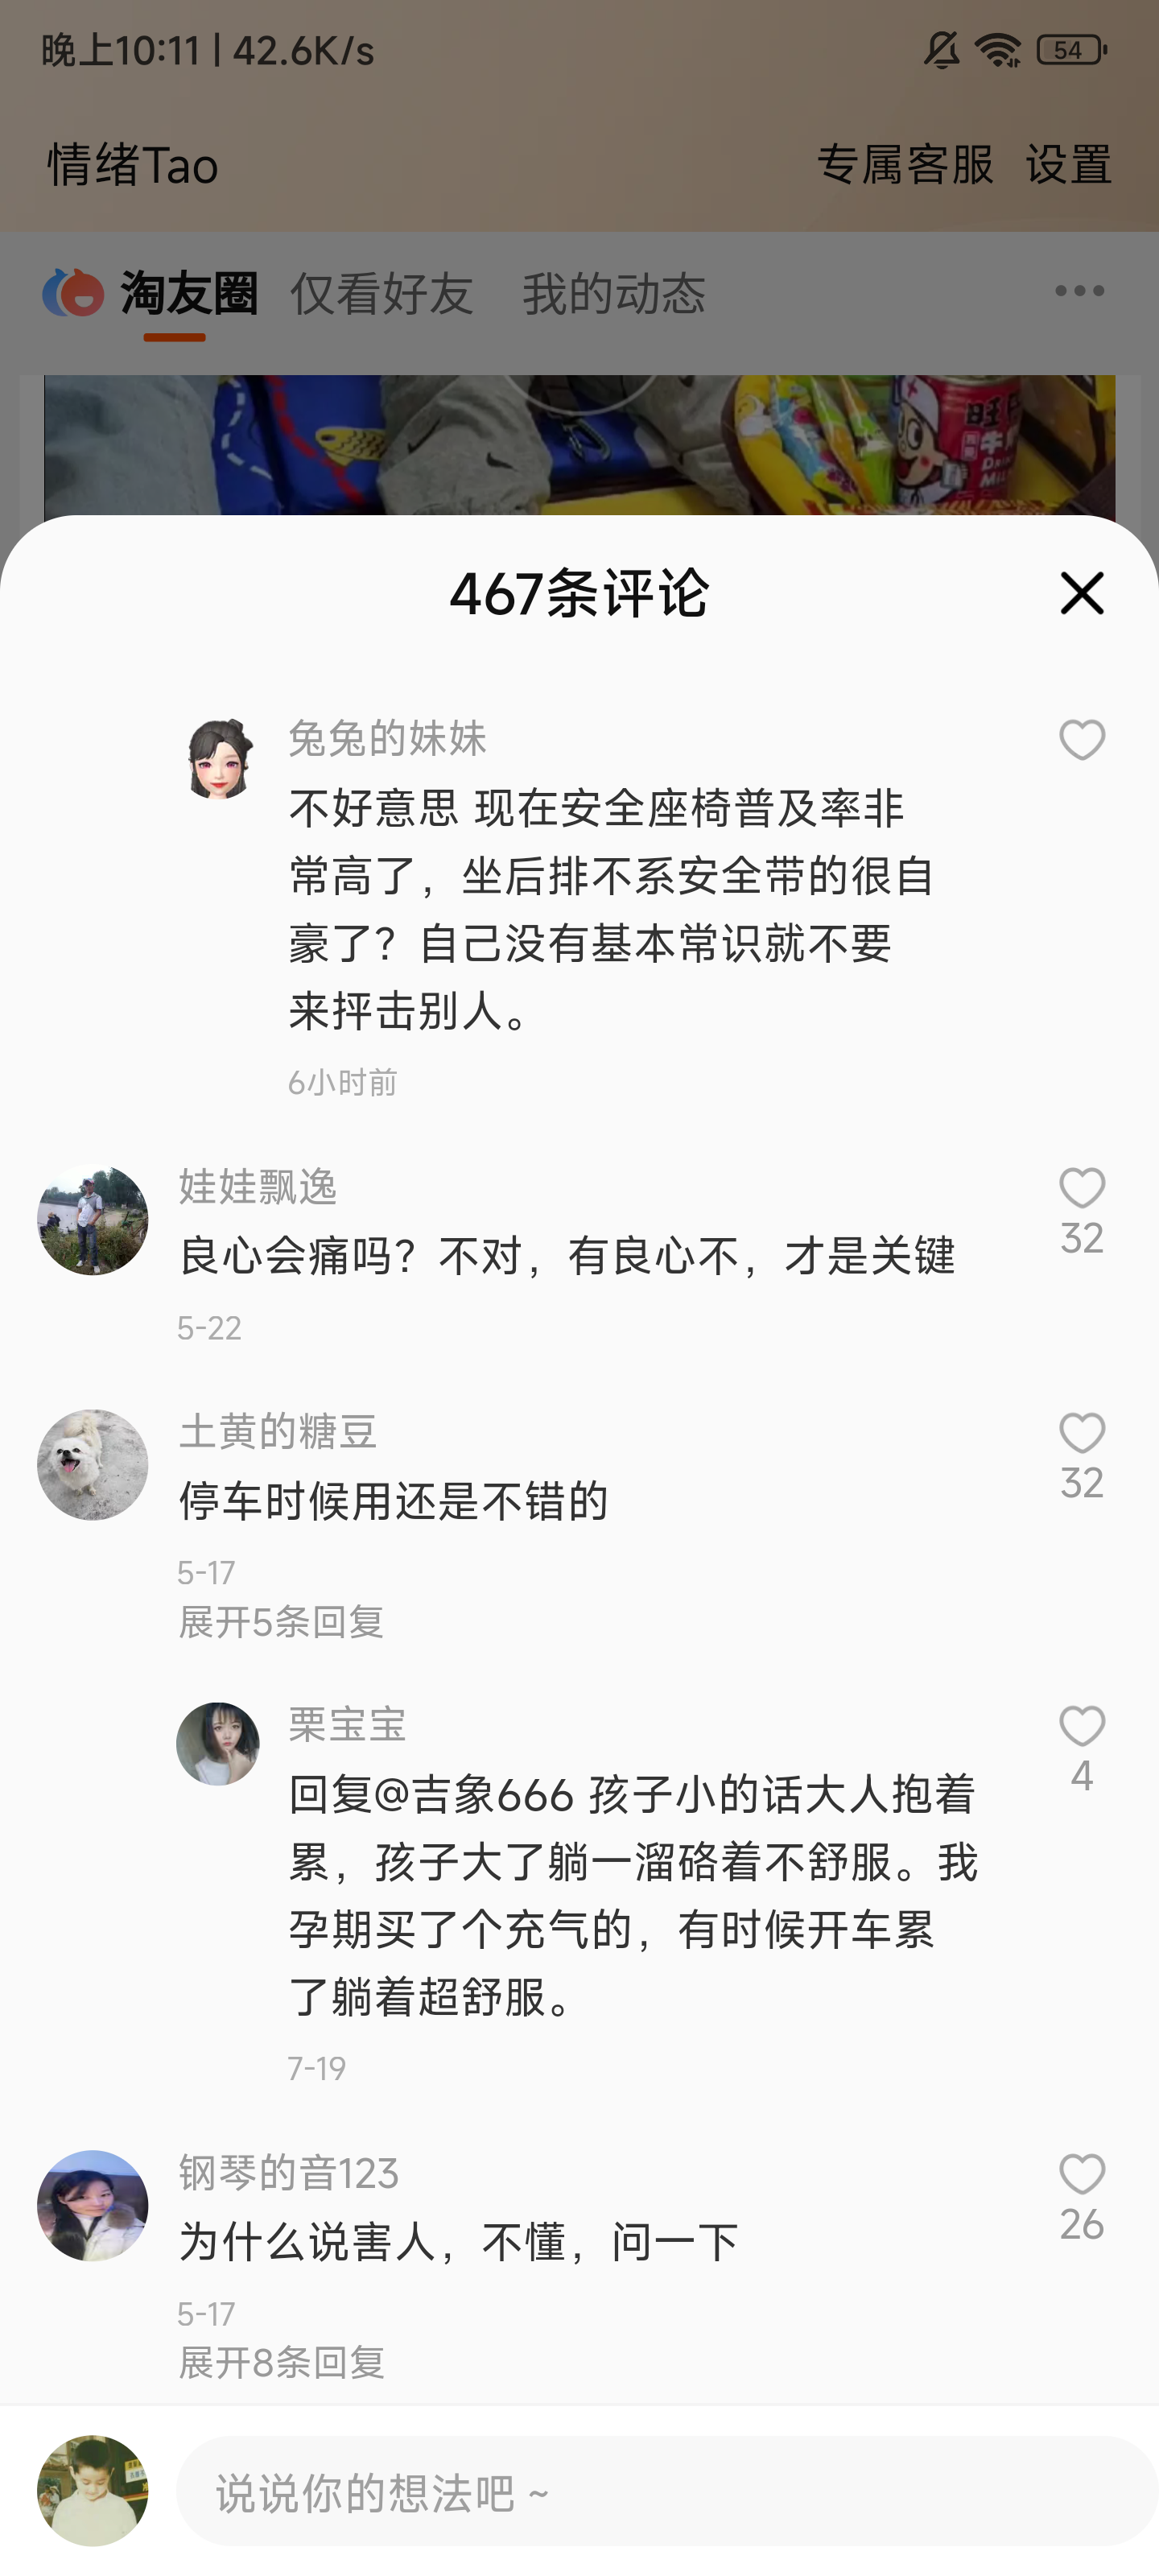 晚上10:11 | 42.6K/s
54
情绪Tao
专属客服 设置
淘友圈 仅看好友 我的动态
旺
牛
467条评论
兔兔的妹妹
不好意思 现在安全座椅普及率非
常高了，坐后排不系安全带的很自
豪了？自己没有基本常识就不要
来抨击别人。
6小时前
娃娃飘逸
良心会痛吗？不对，有良心不，才是关键
32
5-22
土黄的糖豆
停车时候用还是不错的
32
5-17
展开5条回复
栗宝宝
回复@吉象666 孩子小的话大人抱着
累，孩子大了躺一溜硌着不舒服。我
孕期买了个充气的，有时候开车累
了躺着超舒服。
4
7-19
钢琴的音123
为什么说害人，不懂，问一下
26
5-17
展开8条回复
说说你的想法吧 ~